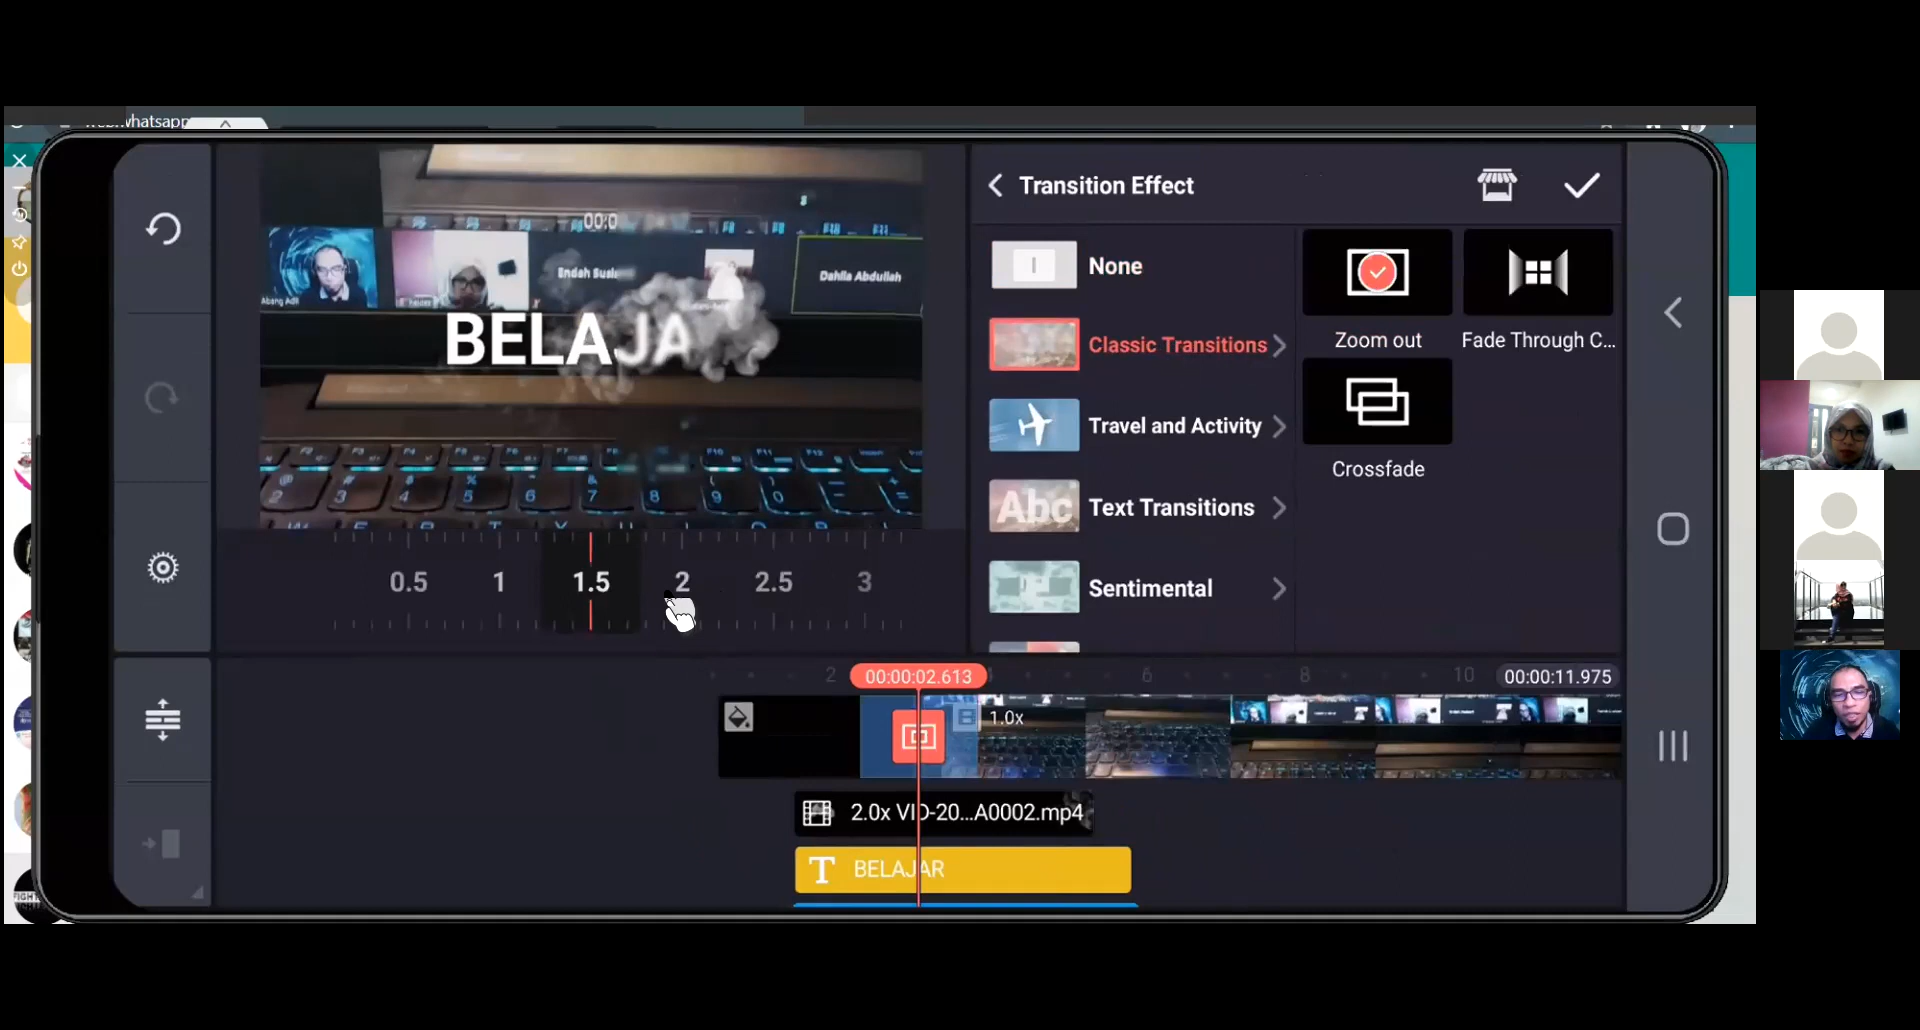 whatsapp
Transition Effect
None
Classic Transitions
Travel and Activity
Text Transitions
Abc
Sentimental
Zoom out
Fade Through C...
Crossfade
00:0
Abang Adli
Endah Susi
Dahlia Abdullah
BELAJA
0.5 1 1.5 2 2.5 3
2 00:00:02.613 6 8 10 00:00:11.975
1.0x
2.0x VID-20...A0002.mp4
T BELAJAR